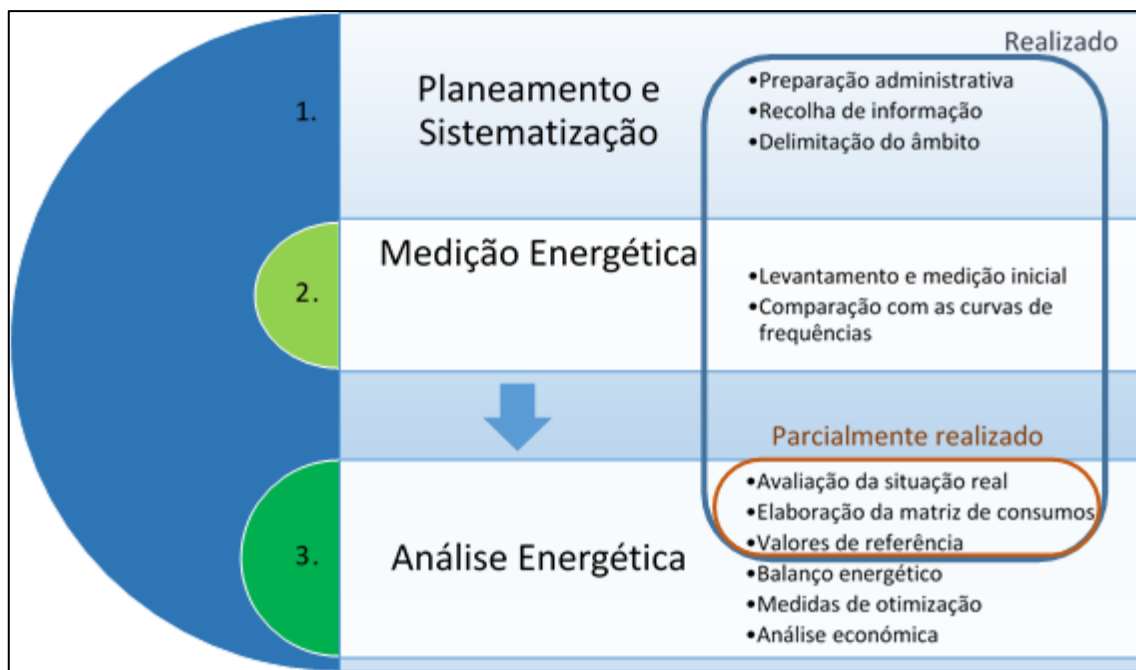 Realizado
1.
Planeamento e
Sistematização
•Preparação administrativa
•Recolha de informação
•Delimitação do âmbito
2.
Medição Energética
•Levantamento e medição inicial
•Comparação com as curvas de
frequências
Parcialmente realizado
3.
Análise Energética
•Avaliação da situação real
•Elaboração da matriz de consumos
•Valores de referência
•Balanço energético
•Medidas de otimização
•Análise económica